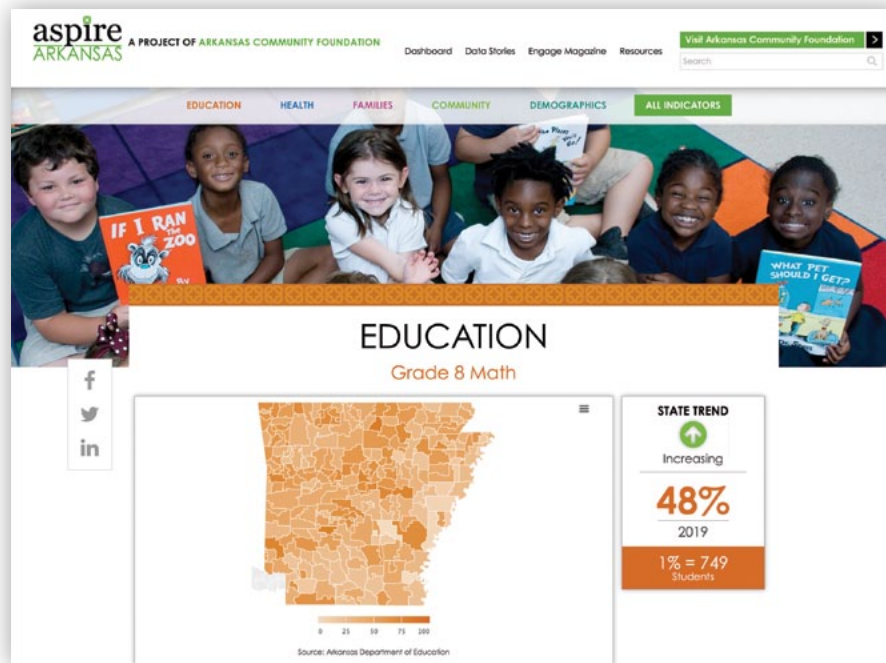 aspire
ARKANSAS
A PROJECT OF ARKANSAS COMMUNITY FOUNDATION
Dashboard Data Stories Engage Magazine Resources
Visit Arkansas Community Foundation
Search
EDUCATION HEALTH FAMILIES COMMUNITY DEMOGRAPHICS ALL INDICATORS
IF I RAN
The
ZOO
By
WHAT PET
SHOULD I GET?
EDUCATION
Grade 8 Math
STATE TREND
Increasing
48%
2019
1% = 749
Students
0 25 50 75 100
Source: Arkansas Department of Education